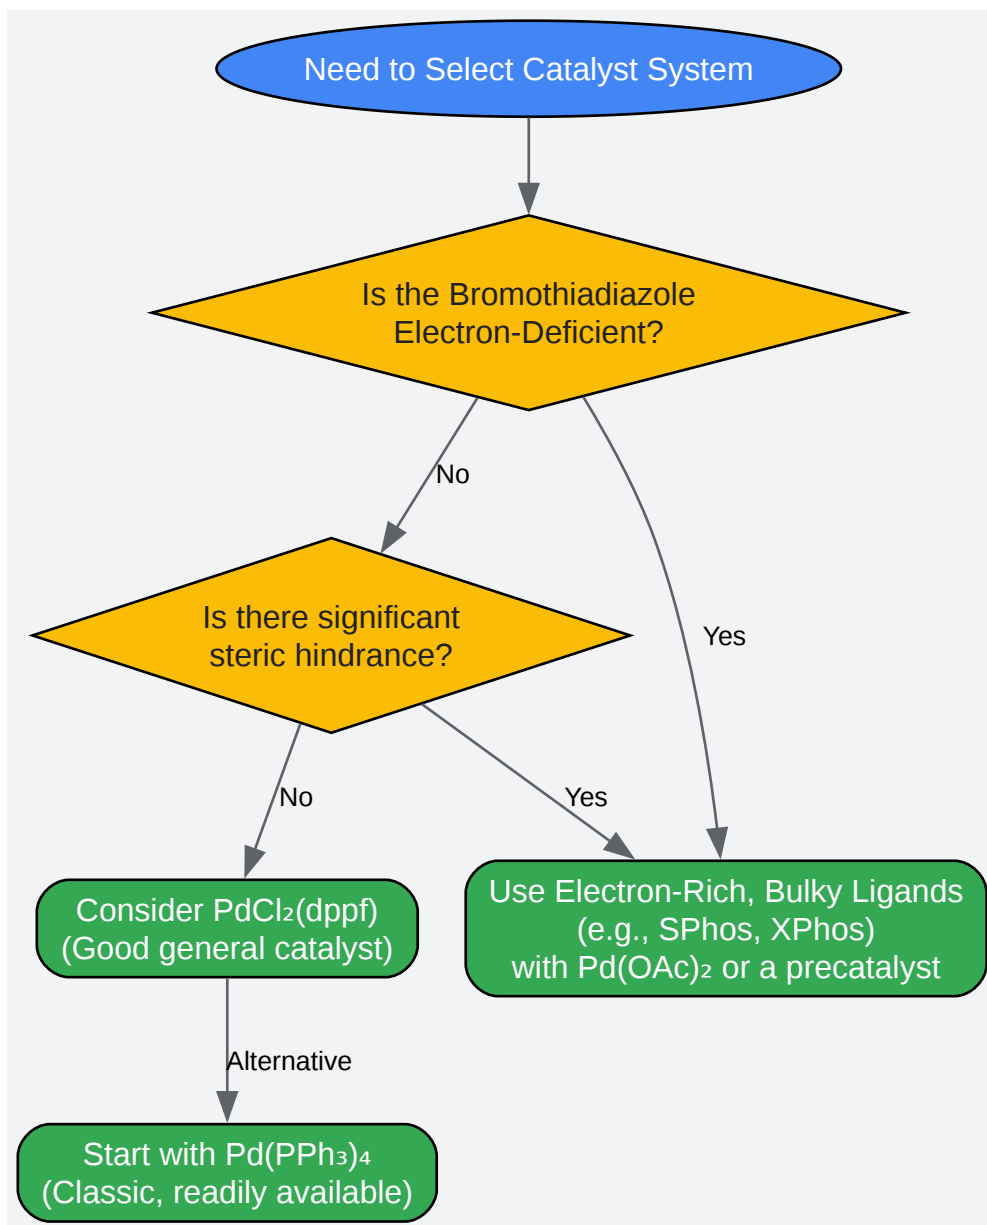 Need to Select Catalyst System
Is the Bromothiadiazole
Electron-Deficient?
No
Yes
Is there significant
steric hindrance?
No
Yes
Consider PdCl₂(dppf)
(Good general catalyst)
Use Electron-Rich, Bulky Ligands
(e.g., SPhos, XPhos)
with Pd(OAc)₂ or a precatalyst
Alternative
Start with Pd(PPh₃)₄
(Classic, readily available)